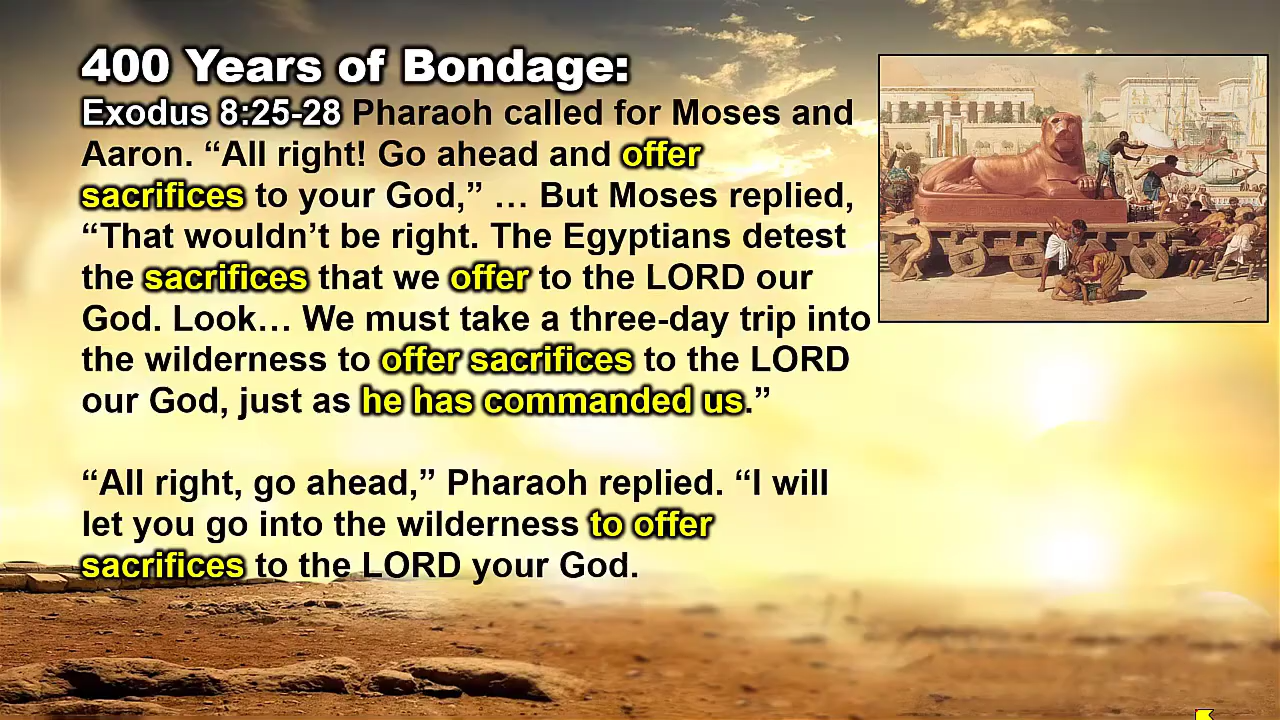 400 Years of Bondage:
Exodus 8:25-28 Pharaoh called for Moses and
Aaron. “All right! Go ahead and offer
sacrifices to your God,” … But Moses replied,
“That wouldn’t be right. The Egyptians detest
the sacrifices that we offer to the LORD our
God. Look… We must take a three-day trip into
the wilderness to offer sacrifices to the LORD
our God, just as he has commanded us.”
“All right, go ahead,” Pharaoh replied. “I will
let you go into the wilderness to offer
sacrifices to the LORD your God.